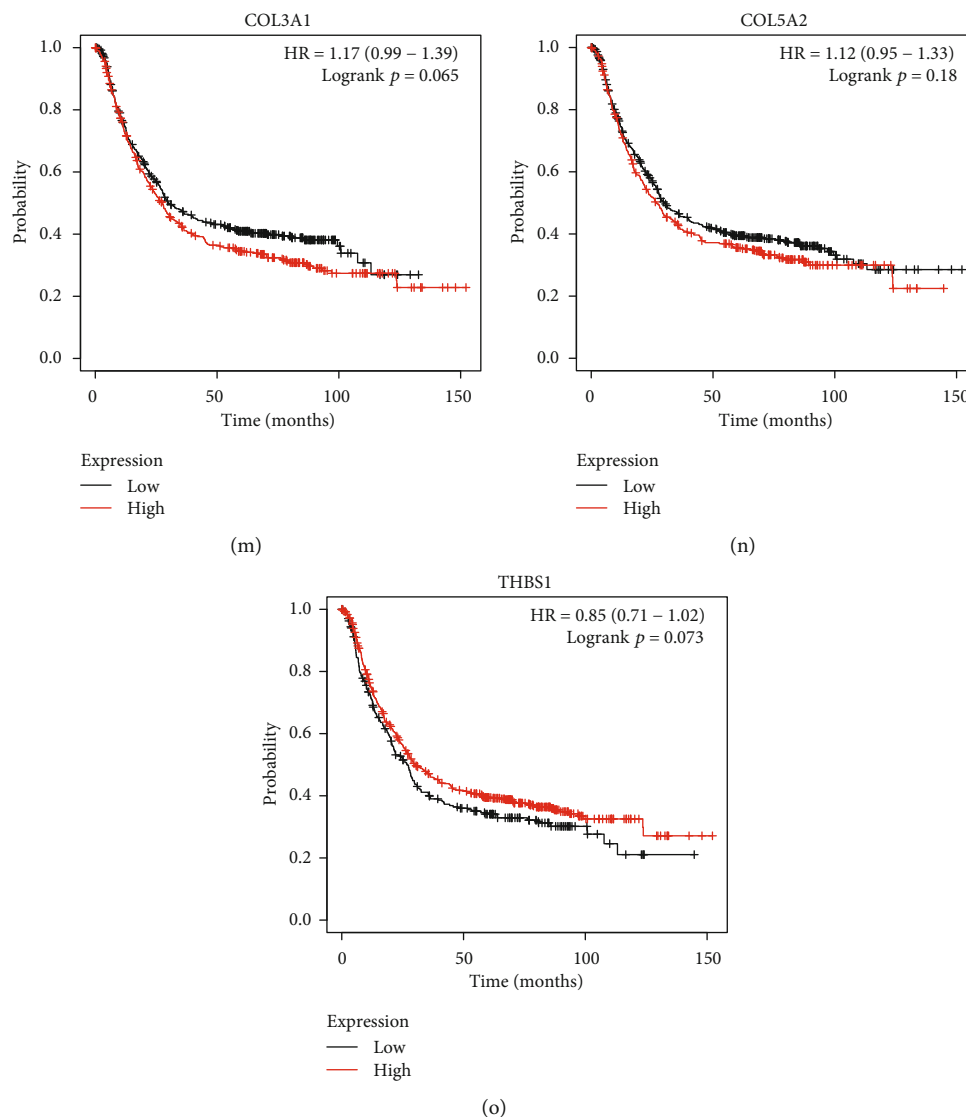 COL3A1
HR = 1.17 (0.99 − 1.39)
Logrank p = 0.065
1.0
0.8
0.6
0.4
0.2
0.0
Probability
0 50 100 150
Time (months)
Expression
Low
High
(m)
COL5A2
HR = 1.12 (0.95 − 1.33)
Logrank p = 0.18
1.0
0.8
0.6
0.4
0.2
0.0
Probability
0 50 100 150
Time (months)
Expression
Low
High
(n)
THBS1
HR = 0.85 (0.71 − 1.02)
Logrank p = 0.073
1.0
0.8
0.6
0.4
0.2
0.0
Probability
0 50 100 150
Time (months)
Expression
Low
High
(o)